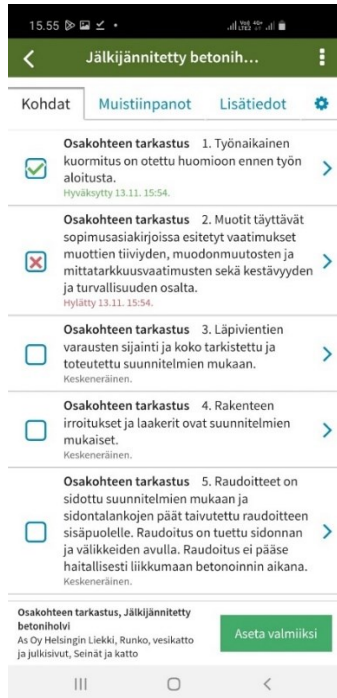 15.55
Jälkijännitetty betonih...
Kohdat Muistiinpanot Lisätiedot
Osakohteen tarkastus 1. Työnaikainen
kuormitus on otettu huomioon ennen työn
aloitusta.
Hyväksytty 13.11. 15:54.
Osakohteen tarkastus 2. Muotit täyttävät
sopimusasiakirjoissa esitetyt vaatimukset
muottien tiiviyden, muodonmuutosten ja
mittatarkkuusvaatimusten sekä kestävyyden
ja turvallisuuden osalta.
Hylätty 13.11. 15:54.
Osakohteen tarkastus 3. Läpivientien
varausten sijainti ja koko tarkistettu ja
toteutettu suunnitelmien mukaan.
Keskeneräinen.
Osakohteen tarkastus 4. Rakenteen
irroitukset ja laakerit ovat suunnitelmien
mukaiset.
Keskeneräinen.
Osakohteen tarkastus 5. Raudoitteet on
sidottu suunnitelmien mukaan ja
sidontalankojen päät taivutettu raudoitteen
sisäpuolelle. Raudoitus on tuettu sidonnan
ja välikkeiden avulla. Raudoitus ei pääse
haitallisesti liikkumaan betonoinnin aikana.
Keskeneräinen.
Osakohteen tarkastus, Jälkijännitetty
betoniholvi
As Oy Helsingin Liekki, Runko, vesikatto
ja julkisivut, Seinät ja katto
Aseta valmiiksi